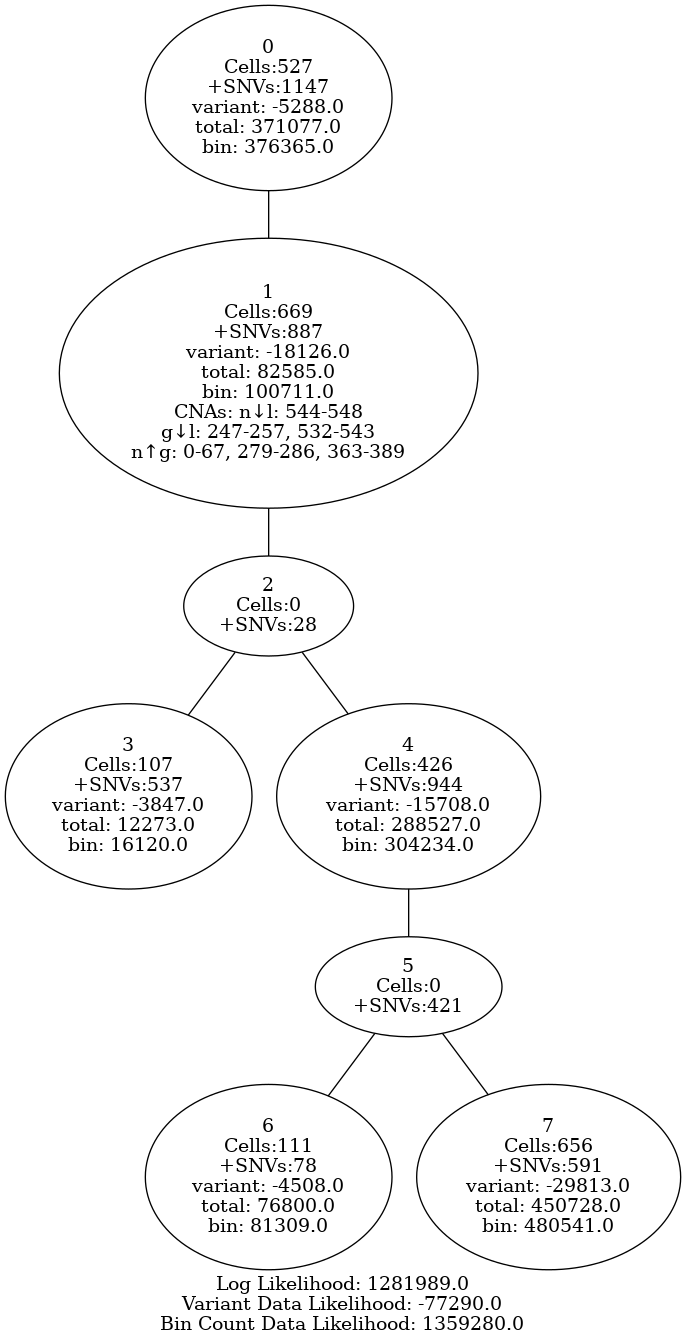 0
Cells:527
+SNVs:1147
variant: -5288.0
total: 371077.0
bin: 376365.0
1
Cells:669
+SNVs:887
variant: -18126.0
total: 82585.0
bin: 100711.0
CNAs: n↓l: 544-548
g↓l: 247-257, 532-543
n↑g: 0-67, 279-286, 363-389
2
Cells:0
+SNVs:28
3
Cells:107
+SNVs:537
variant: -3847.0
total: 12273.0
bin: 16120.0
4
Cells:426
+SNVs:944
variant: -15708.0
total: 288527.0
bin: 304234.0
5
Cells:0
+SNVs:421
6
Cells:111
+SNVs:78
variant: -4508.0
total: 76800.0
bin: 81309.0
7
Cells:656
+SNVs:591
variant: -29813.0
total: 450728.0
bin: 480541.0
Log Likelihood: 1281989.0
Variant Data Likelihood: -77290.0
Bin Count Data Likelihood: 1359280.0